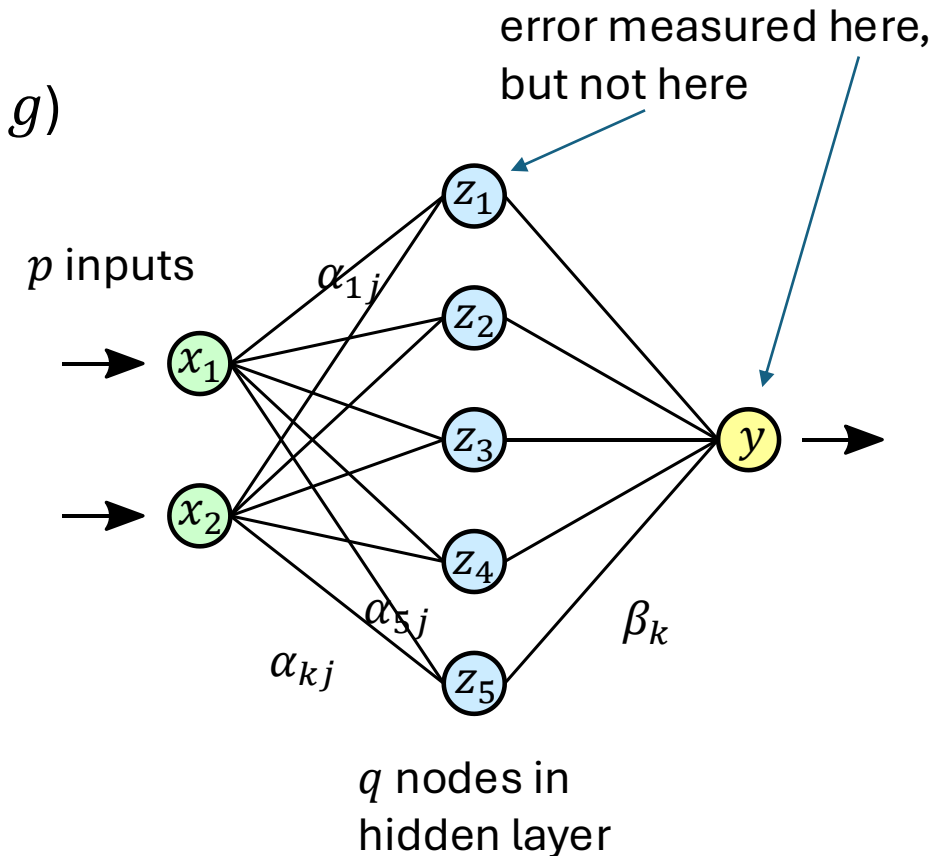 error measured here,
but not here
g)
p inputs
z₁
α₁ⱼ
z₂
x₁
z₃
y
x₂
z₄
α₅ⱼ
βₖ
αₖⱼ
z₅
q nodes in
hidden layer